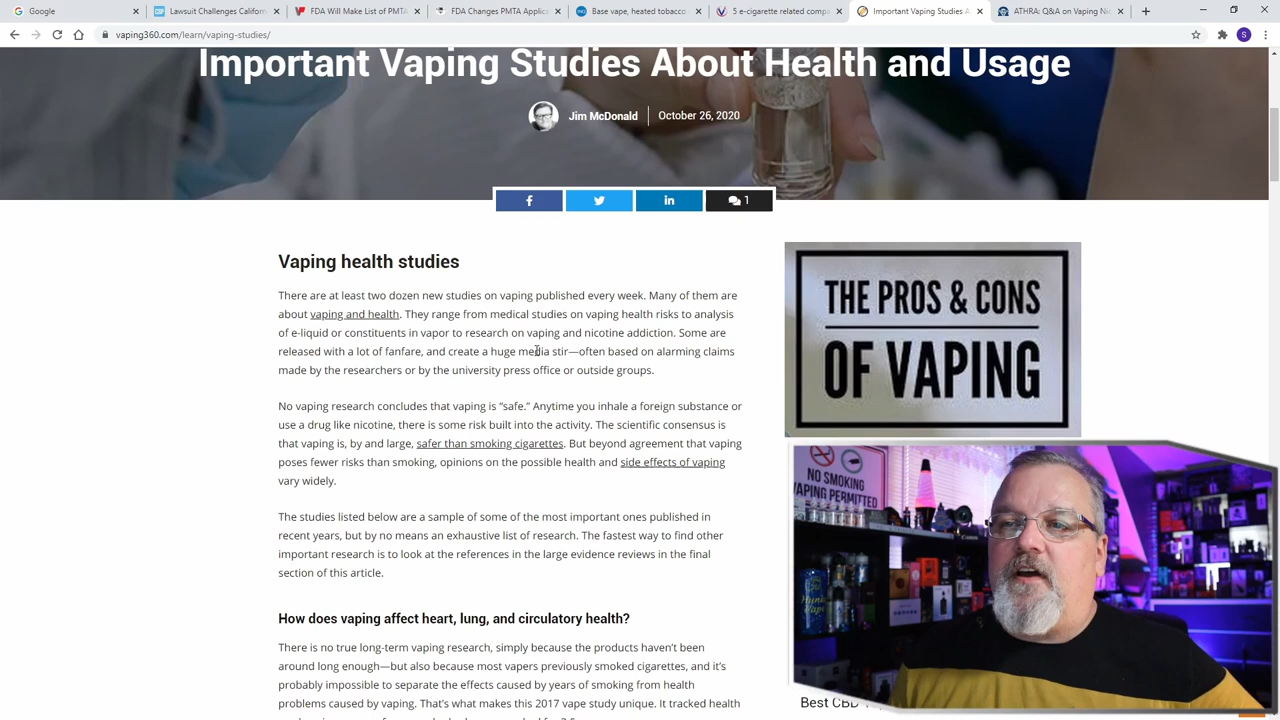 Google
Lawsuit Challenges Californ
FDA Will Make List of PMTA
FDA Changes PMTA Applica
Base vape, heated tobacco
5 e-cigarette related comp
Important Vaping Studies A
ATHRA: Q&A on Vaping Nic
vaping360.com/learn/vaping-studies/
S
Important Vaping Studies About Health and Usage
Jim McDonald
October 26, 2020
1
Vaping health studies
There are at least two dozen new studies on vaping published every week. Many of them are
about vaping and health. They range from medical studies on vaping health risks to analysis
of e-liquid or constituents in vapor to research on vaping and nicotine addiction. Some are
released with a lot of fanfare, and create a huge media stir—often based on alarming claims
made by the researchers or by the university press office or outside groups.
No vaping research concludes that vaping is “safe.” Anytime you inhale a foreign substance or
use a drug like nicotine, there is some risk built into the activity. The scientific consensus is
that vaping is, by and large, safer than smoking cigarettes. But beyond agreement that vaping
poses fewer risks than smoking, opinions on the possible health and side effects of vaping
vary widely.
The studies listed below are a sample of some of the most important ones published in
recent years, but by no means an exhaustive list of research. The fastest way to find other
important research is to look at the references in the large evidence reviews in the final
section of this article.
How does vaping affect heart, lung, and circulatory health?
There is no true long-term vaping research, simply because the products haven’t been
around long enough—but also because most vapers previously smoked cigarettes, and it’s
probably impossible to separate the effects caused by years of smoking from health
problems caused by vaping. That’s what makes this 2017 vape study unique. It tracked health
THE PROS & CONS
OF VAPING
NO SMOKING
VAPING PERMITTED
Best CBD